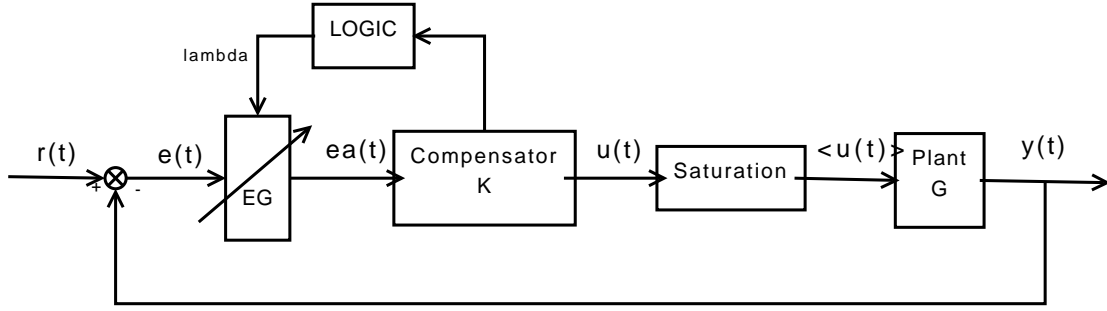 LOGIC
lambda
r(t)
+
-
e(t)
EG
ea(t)
Compensator
K
u(t)
Saturation
<u(t)>
Plant
G
y(t)